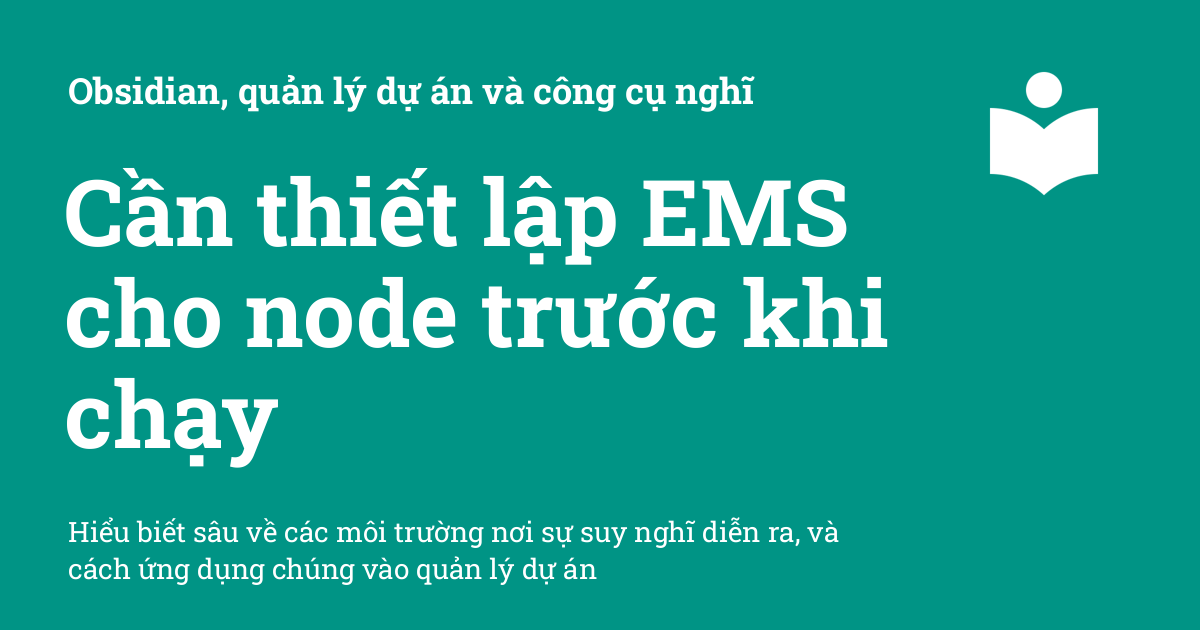 Obsidian, quản lý dự án và công cụ nghĩ
Cần thiết lập EMS
cho node trước khi
chạy
Hiểu biết sâu về các môi trường nơi sự suy nghĩ diễn ra, và
cách ứng dụng chúng vào quản lý dự án